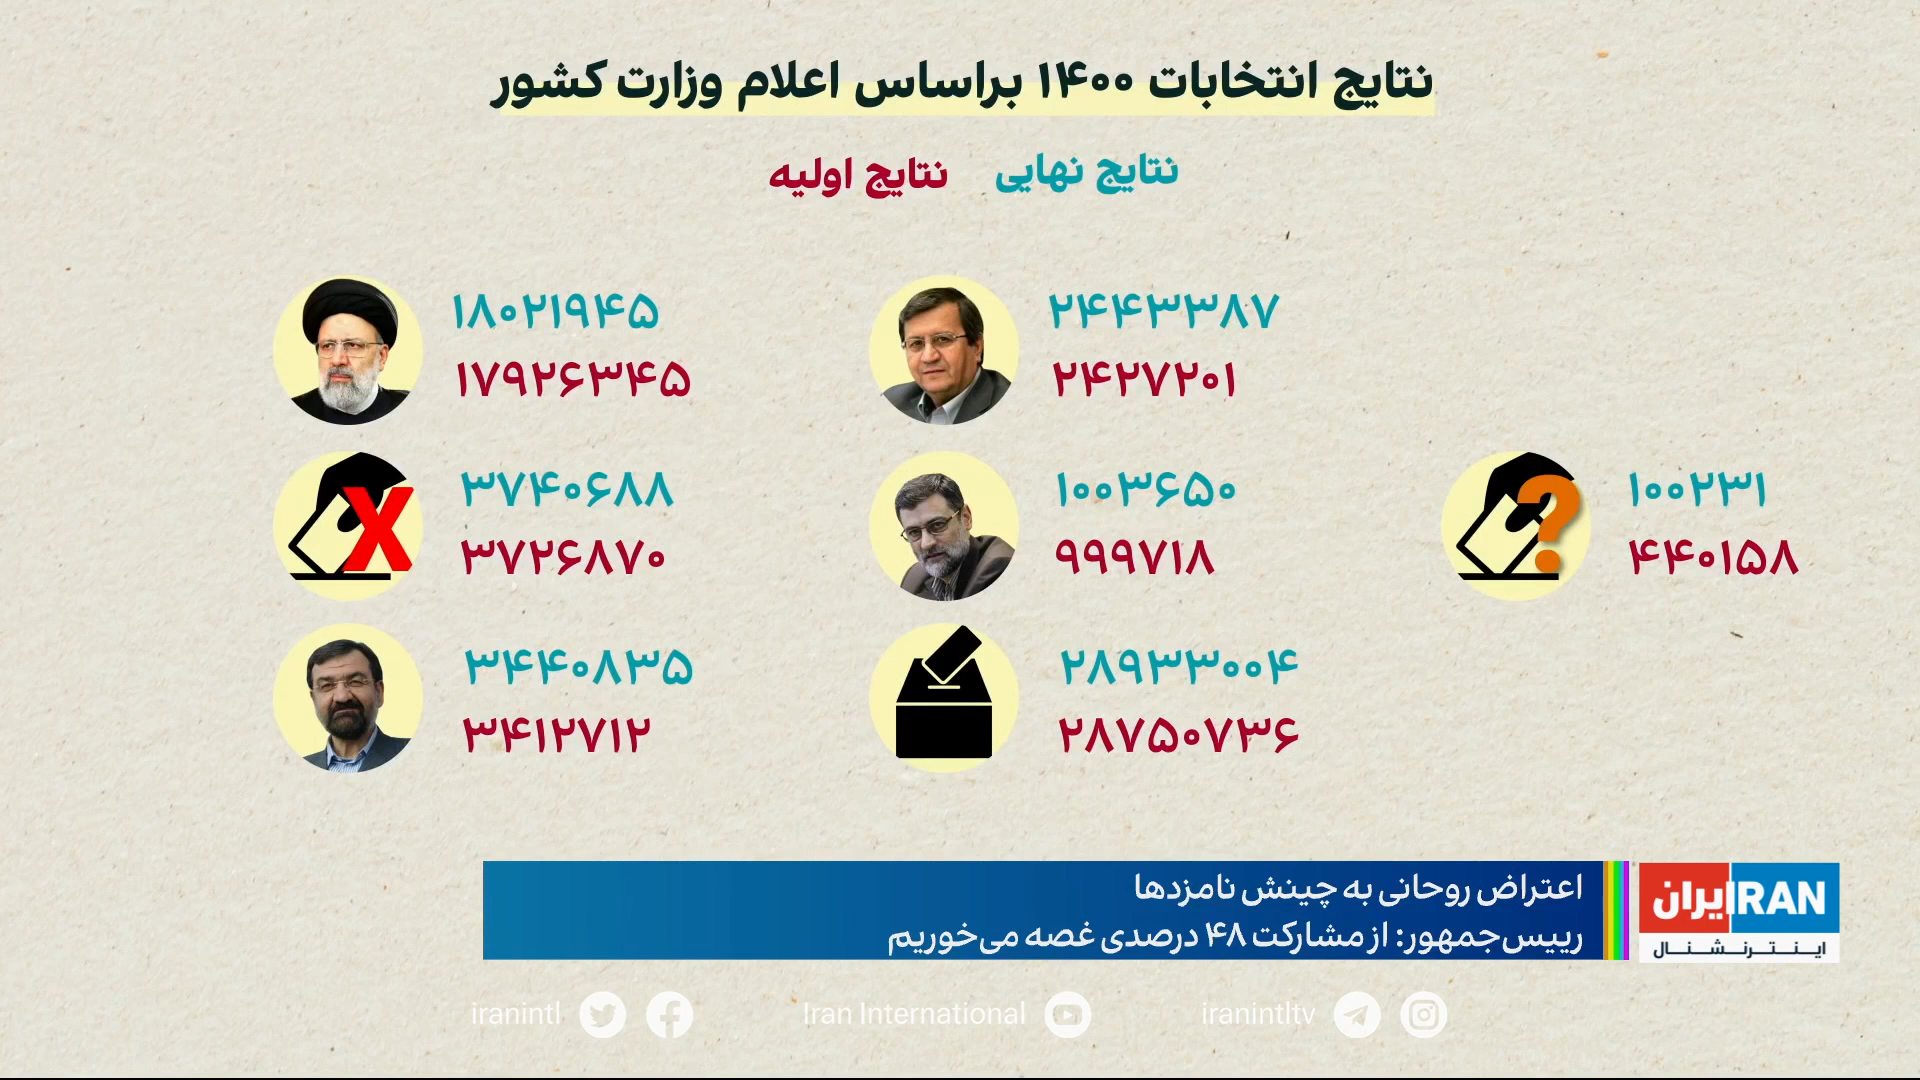 نتایج انتخابات ۱۴۰۰ براساس اعلام وزارت کشور
نتایج نهایی نتایج اولیه
۱۸۰۲۱۹۴۵
۱۷۹۲۶۳۴۵
۲۴۴۳۳۸۷
۲۴۲۷۲۰۱
X
۳۷۴۰۶۸۸
۳۷۲۶۸۷۰
۱۰۰۳۶۵۰
۹۹۹۷۱۸
?
۱۰۰۲۳۱
۴۴۰۱۵۸
۳۴۴۰۸۳۵
۳۴۱۲۷۱۲
۲۸۹۳۳۰۰۴
۲۸۷۵۰۷۳۶
اعتراض روحانی به چینش نامزدها
رییس‌جمهور: از مشارکت ۴۸ درصدی غصه می‌خوریم
ایران IRAN
اینترنشنال
iranintl Iran International iranintltv